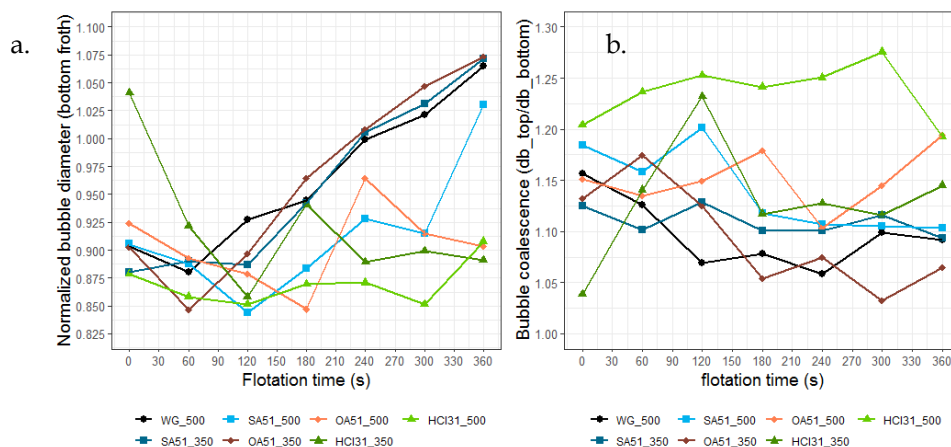 a.
Normalized bubble diameter (bottom froth)
1.100
1.075
1.050
1.025
1.000
0.975
0.950
0.925
0.900
0.875
0.850
0.825
0 30 60 90 120 150 180 210 240 270 300 330 360
Flotation time (s)
WG_500 SA51_500 OA51_500 HCl31_500
SA51_350 OA51_350 HCl31_350
b.
Bubble coalescence (db_top/db_bottom)
1.30
1.25
1.20
1.15
1.10
1.05
1.00
0 30 60 90 120 150 180 210 240 270 300 330 360
flotation time (s)
WG_500 SA51_500 OA51_500 HCl31_500
SA51_350 OA51_350 HCl31_350